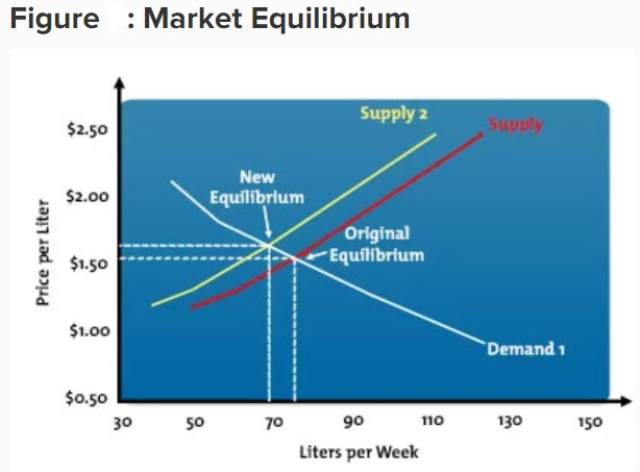 Figure : Market Equilibrium
Supply 2
Supply
$2.50
New
Equilibrium
$2.00
Original
Equilibrium
$1.50
$1.00
Demand 1
$0.50
Price per Liter
30 50 70 90 110 130 150
Liters per Week